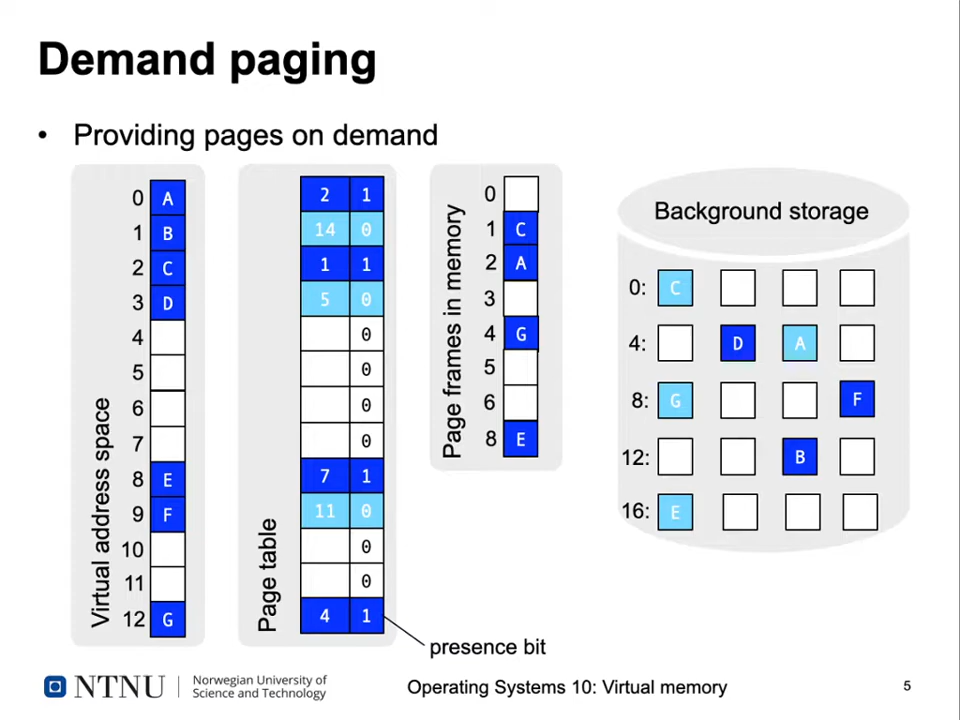 Demand paging
• Providing pages on demand
Virtual address space
0 A
1 B
2 C
3 D
4
5
6
7
8 E
9 F
10
11
12 G
Page table
2 1
14 0
1 1
5 0
0
0
0
0
7 1
11 0
0
0
4 1
presence bit
Page frames in memory
0
1 C
2 A
3
4 G
5
6
8 E
Background storage
0: C
4: D A
8: G F
12: B
16: E
NTNU
Norwegian University of
Science and Technology
Operating Systems 10: Virtual memory
5